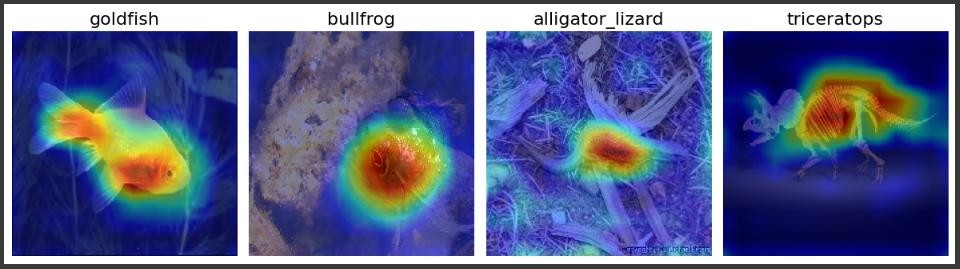 goldfish
bullfrog
alligator_lizard
triceratops